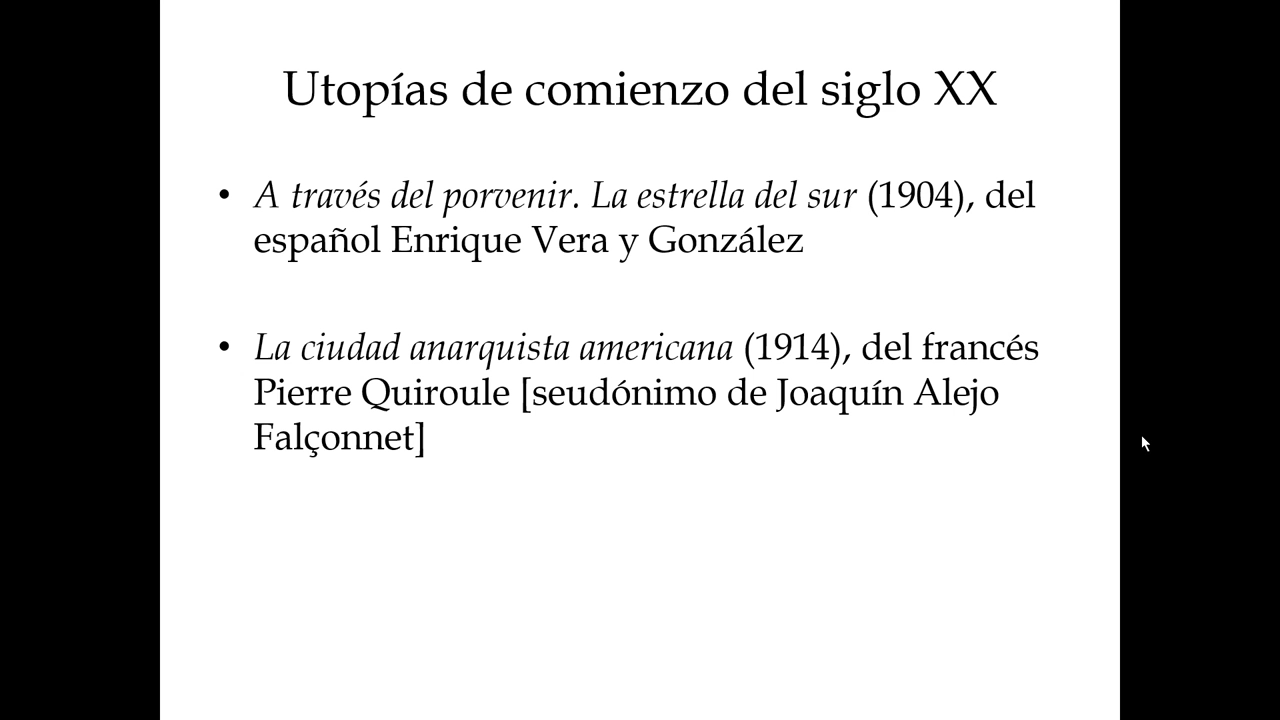 Utopías de comienzo del siglo XX
• A través del porvenir. La estrella del sur (1904), del
español Enrique Vera y González
• La ciudad anarquista americana (1914), del francés
Pierre Quiroule [seudónimo de Joaquín Alejo
Falçonnet]